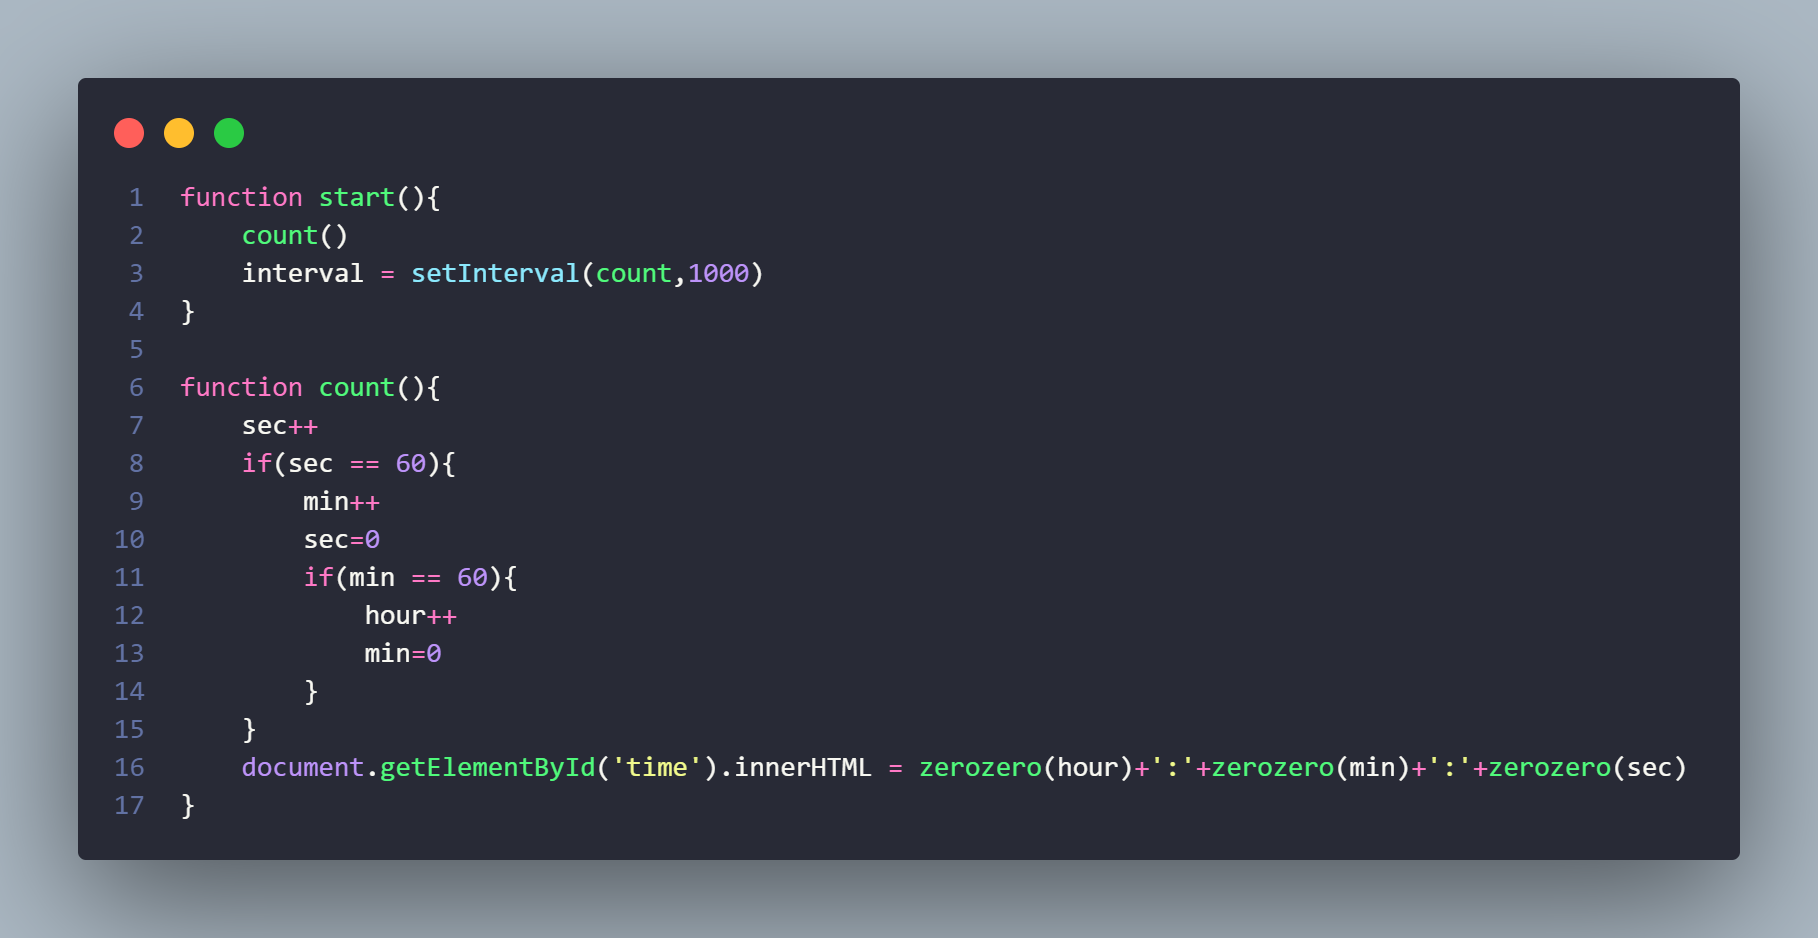 1 function start(){
2     count()
3     interval = setInterval(count,1000)
4 }
5
6 function count(){
7     sec++
8     if(sec == 60){
9         min++
10         sec=0
11         if(min == 60){
12             hour++
13             min=0
14         }
15     }
16     document.getElementById('time').innerHTML = zerozero(hour)+':'+zerozero(min)+':'+zerozero(sec)
17 }